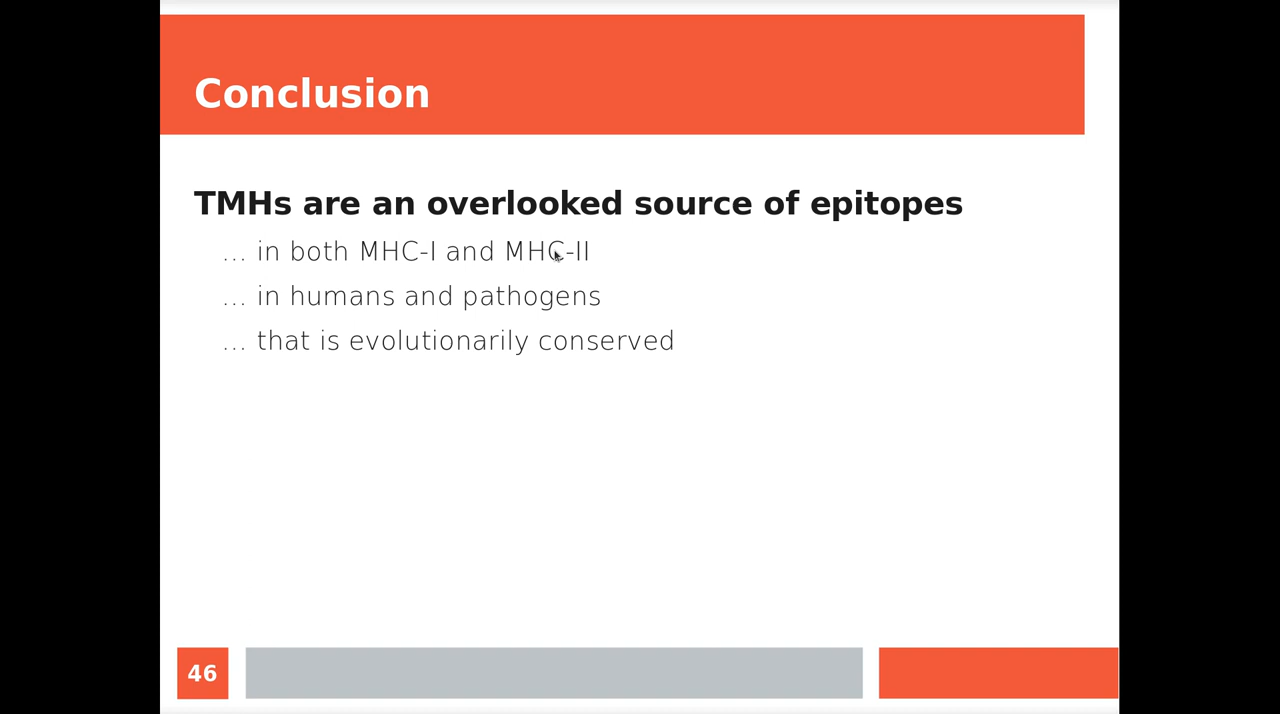 Conclusion
TMHs are an overlooked source of epitopes
… in both MHC-I and MHC-II
… in humans and pathogens
… that is evolutionarily conserved
46